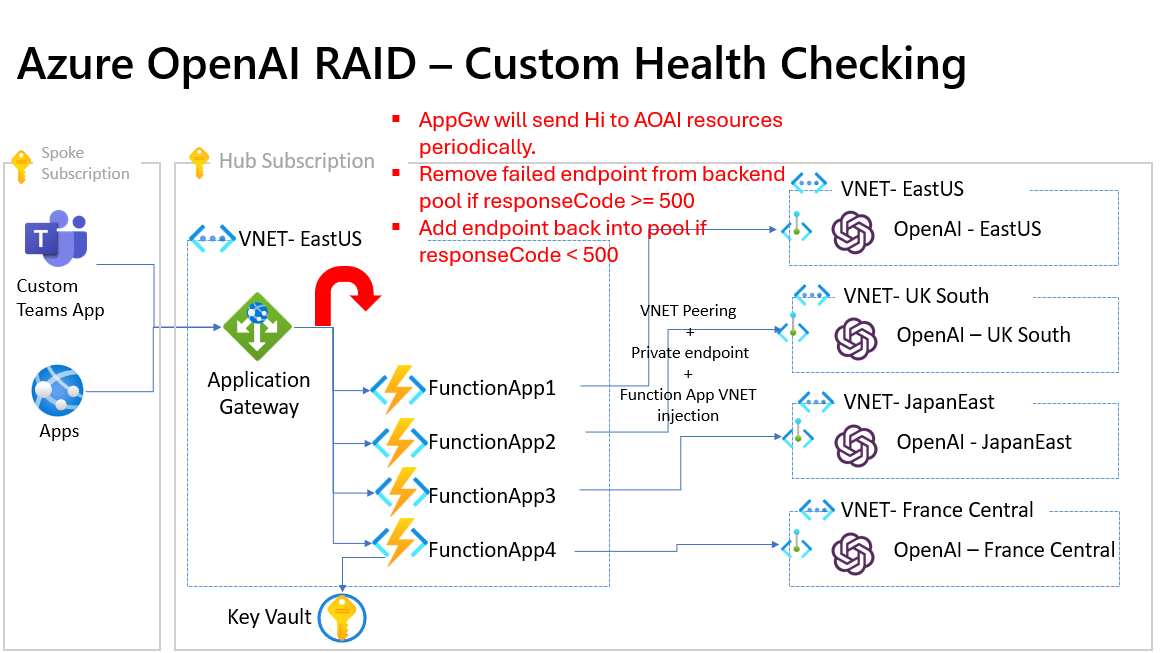 Azure OpenAI RAID – Custom Health Checking
▪ AppGw will send Hi to AOAI resources
periodically.
▪ Remove failed endpoint from backend
pool if responseCode >= 500
▪ Add endpoint back into pool if
responseCode < 500
Spoke
Subscription
Hub Subscription
T
Custom
Teams App
Apps
VNET- EastUS
Application
Gateway
FunctionApp1
FunctionApp2
FunctionApp3
FunctionApp4
Key Vault
VNET Peering
+
Private endpoint
+
Function App VNET
injection
VNET- EastUS
OpenAI - EastUS
VNET- UK South
OpenAI – UK South
VNET- JapanEast
OpenAI - JapanEast
VNET- France Central
OpenAI – France Central